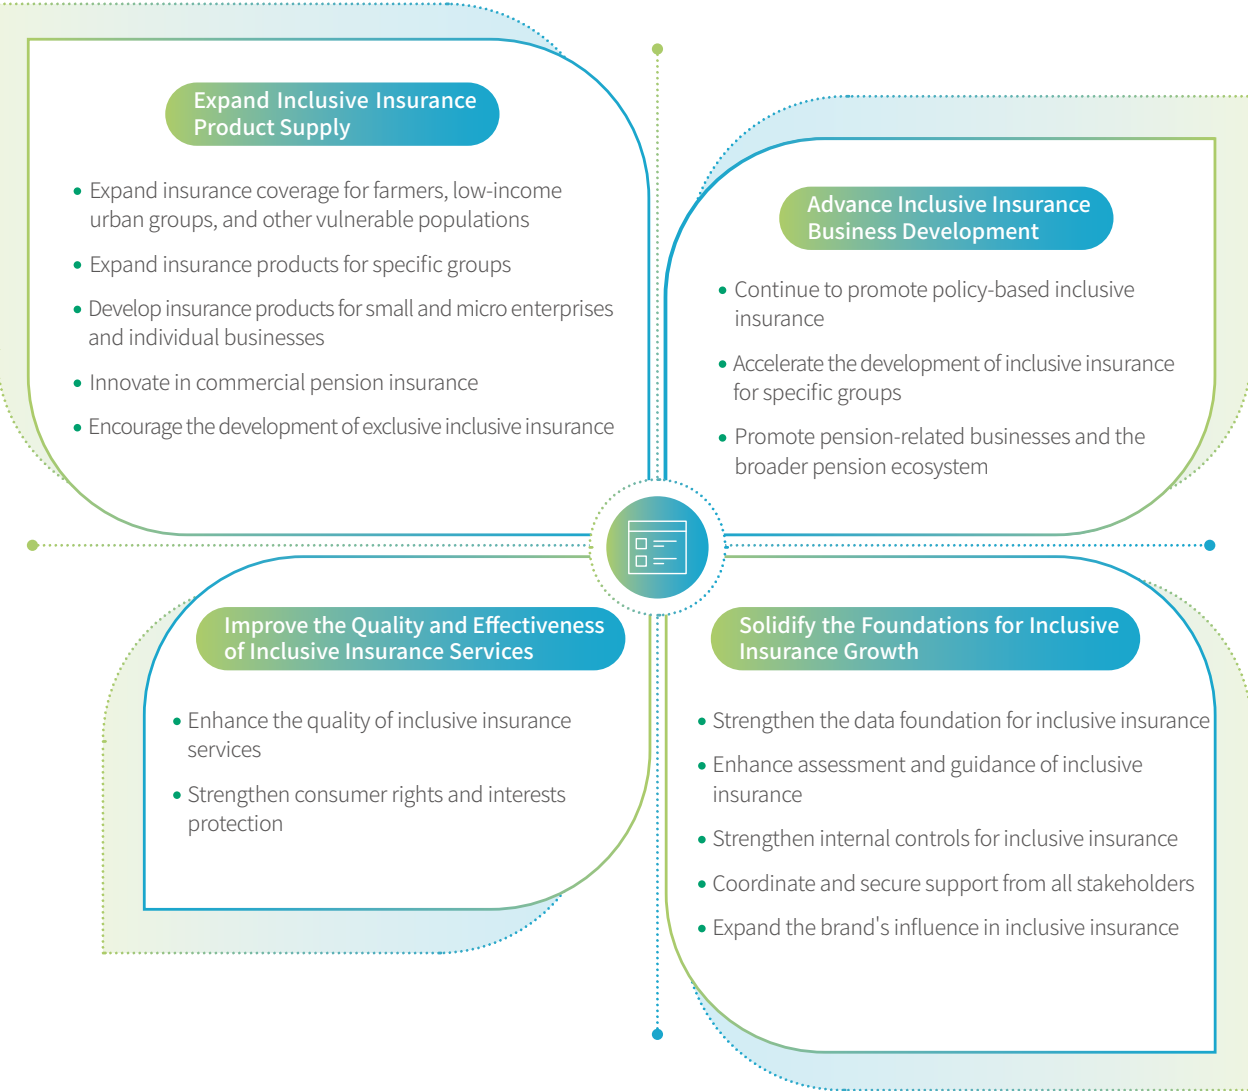 Expand Inclusive Insurance
Product Supply
• Expand insurance coverage for farmers, low-income
urban groups, and other vulnerable populations
• Expand insurance products for specific groups
• Develop insurance products for small and micro enterprises
and individual businesses
• Innovate in commercial pension insurance
• Encourage the development of exclusive inclusive insurance
Advance Inclusive Insurance
Business Development
• Continue to promote policy-based inclusive
insurance
• Accelerate the development of inclusive insurance
for specific groups
• Promote pension-related businesses and the
broader pension ecosystem
Improve the Quality and Effectiveness
of Inclusive Insurance Services
• Enhance the quality of inclusive insurance
services
• Strengthen consumer rights and interests
protection
Solidify the Foundations for Inclusive
Insurance Growth
• Strengthen the data foundation for inclusive insurance
• Enhance assessment and guidance of inclusive
insurance
• Strengthen internal controls for inclusive insurance
• Coordinate and secure support from all stakeholders
• Expand the brand's influence in inclusive insurance